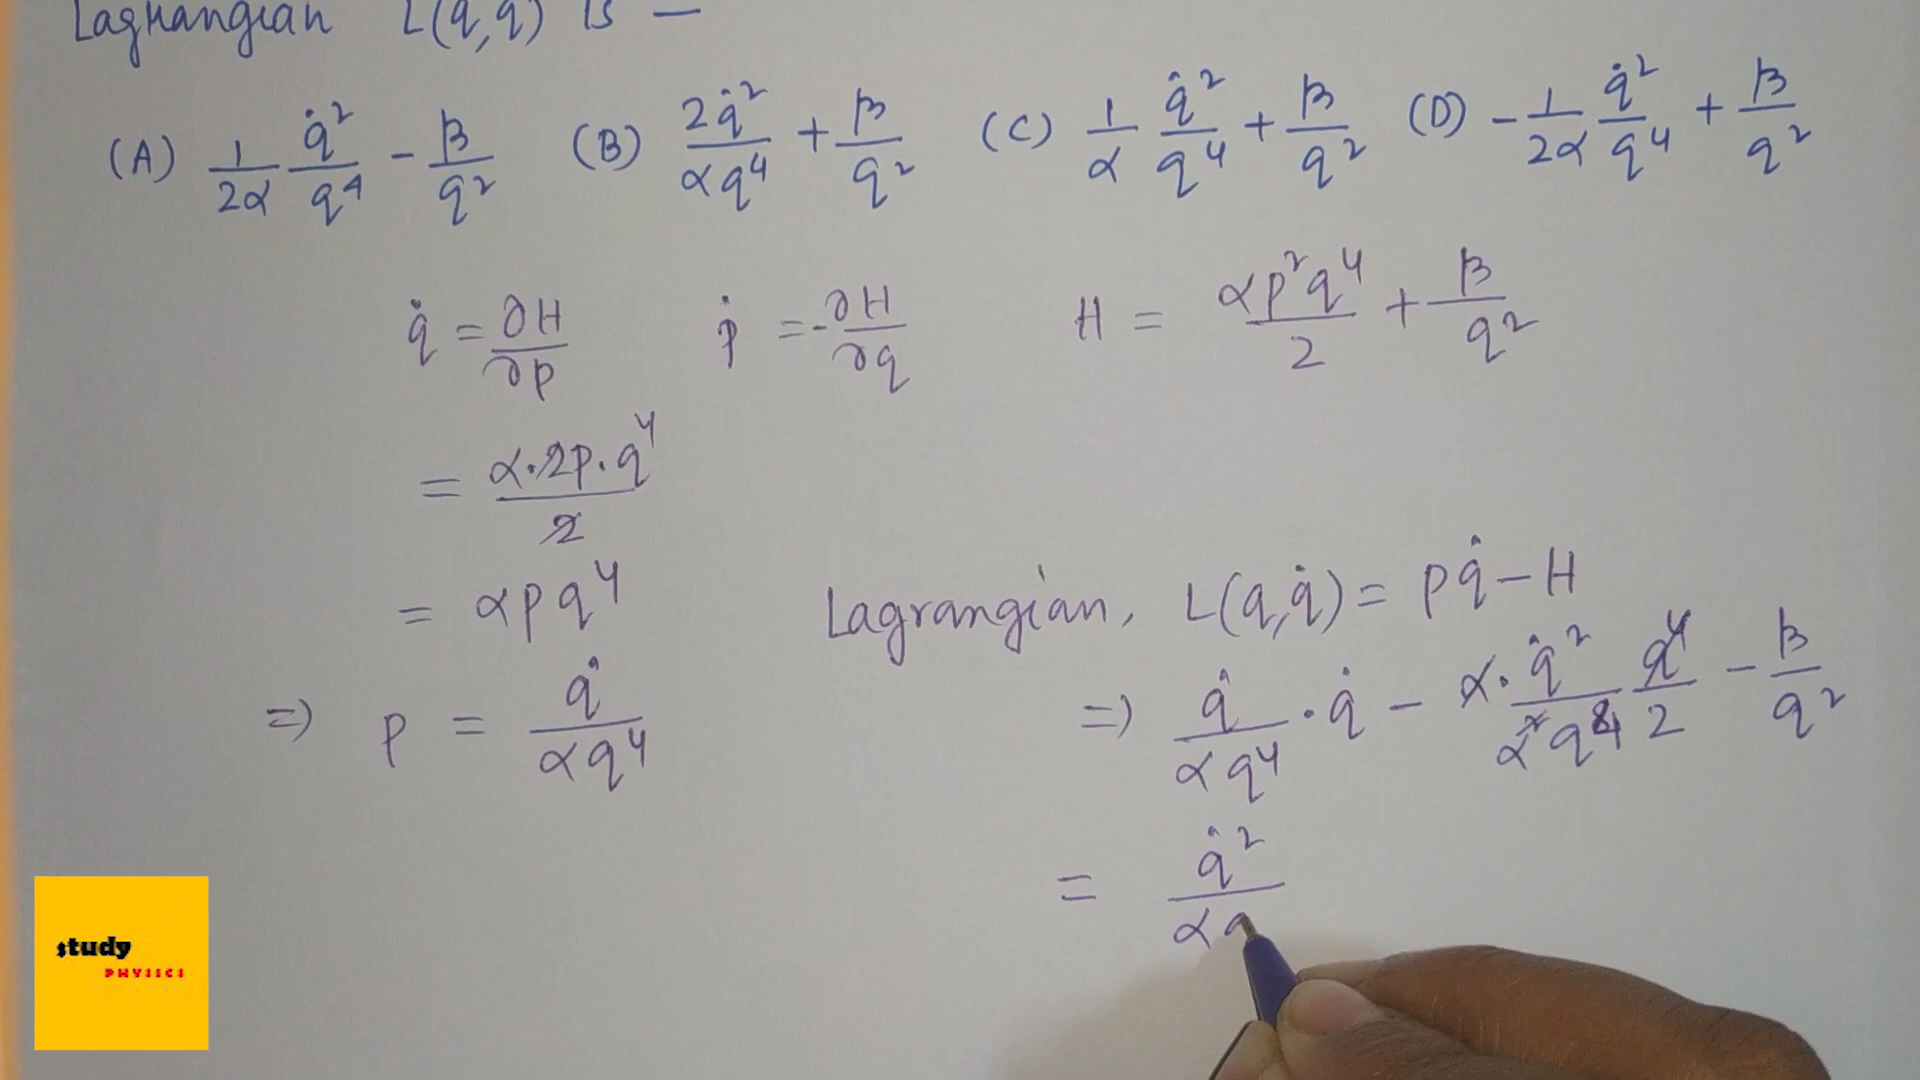 Lagrangian L(q, q̇) is —
(A) 1/2α q̇²/q⁴ - β/q² (B) 2q̇²/αq⁴ + β/q² (C) 1/α q̇²/q⁴ + β/q² (D) -1/2α q̇²/q⁴ + β/q²
q̇ = ∂H/∂p ṗ = -∂H/∂q H = αp²q⁴/2 + β/q²
= α·2p·q⁴/2
= αpq⁴ Lagrangian, L(q,q̇) = pq̇ - H
⇒ p = q̇/αq⁴ ⇒ q̇/αq⁴ · q̇ - α·q̇²/α²q⁸ q⁴/2 - β/q²
= q̇²/αq
study
PHYSICS